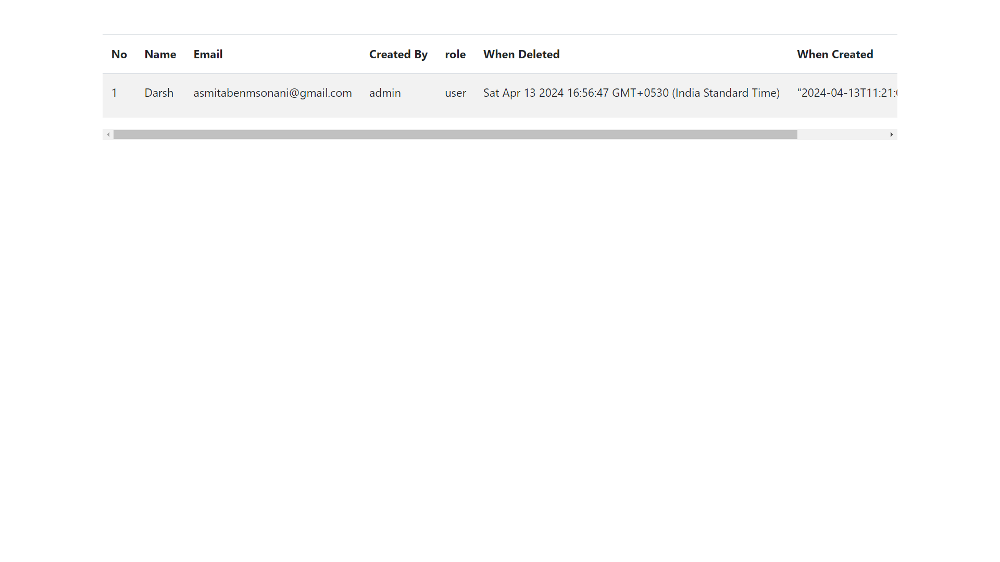 No Name Email Created By role When Deleted When Created
1 Darsh asmitabenmsonani@gmail.com admin user Sat Apr 13 2024 16:56:47 GMT+0530 (India Standard Time) "2024-04-13T11:21: